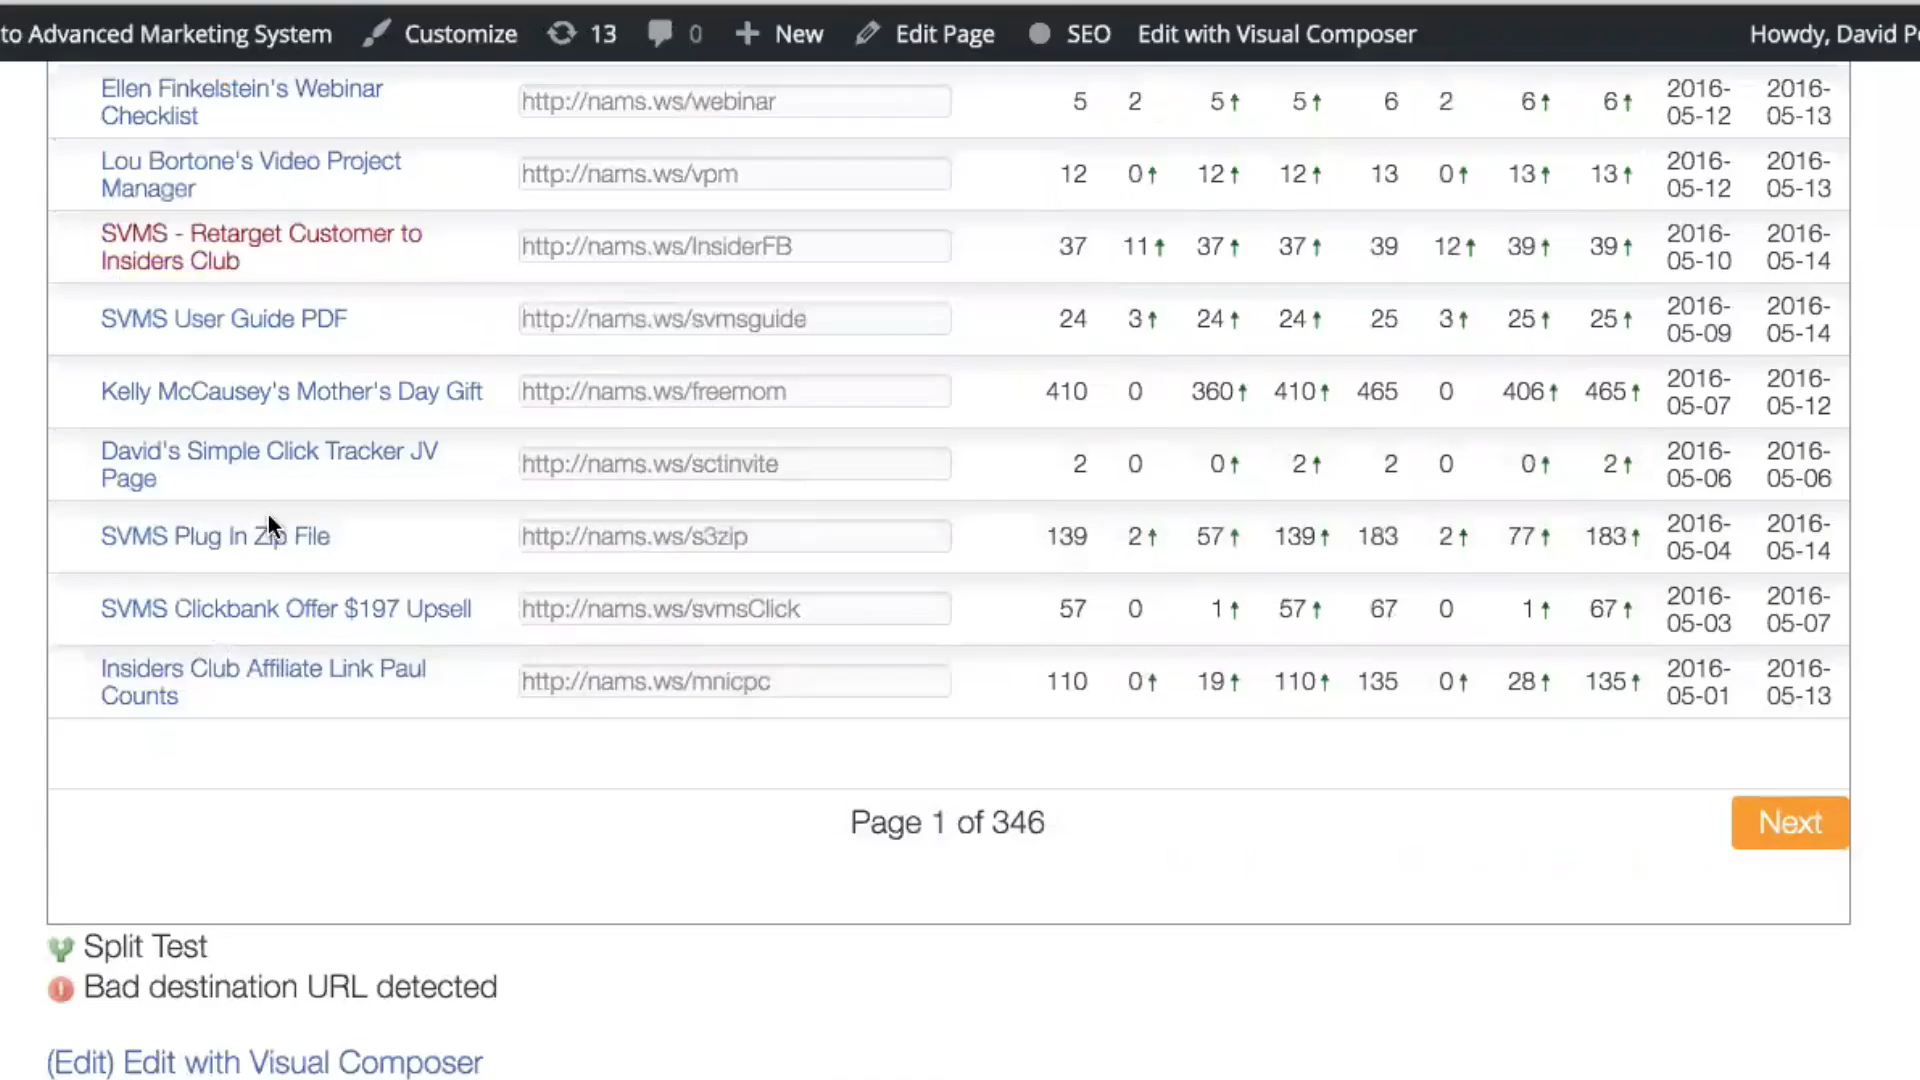 to Advanced Marketing System Customize 13 0 New Edit Page SEO Edit with Visual Composer Howdy, David
Ellen Finkelstein's Webinar Checklist http://nams.ws/webinar 5 2 5 5 6 2 6 6 2016-05-12 2016-05-13
Lou Bortone's Video Project Manager http://nams.ws/vpm 12 0 12 12 13 0 13 13 2016-05-12 2016-05-13
SVMS - Retarget Customer to Insiders Club http://nams.ws/InsiderFB 37 11 37 37 39 12 39 39 2016-05-10 2016-05-14
SVMS User Guide PDF http://nams.ws/svmsguide 24 3 24 24 25 3 25 25 2016-05-09 2016-05-14
Kelly McCausey's Mother's Day Gift http://nams.ws/freemom 410 0 360 410 465 0 406 465 2016-05-07 2016-05-12
David's Simple Click Tracker JV Page http://nams.ws/sctinvite 2 0 0 2 2 0 0 2 2016-05-06 2016-05-06
SVMS Plug In Zip File http://nams.ws/s3zip 139 2 57 139 183 2 77 183 2016-05-04 2016-05-14
SVMS Clickbank Offer $197 Upsell http://nams.ws/svmsClick 57 0 1 57 67 0 1 67 2016-05-03 2016-05-07
Insiders Club Affiliate Link Paul Counts http://nams.ws/mnicpc 110 0 19 110 135 0 28 135 2016-05-01 2016-05-13
Page 1 of 346 Next
Split Test
Bad destination URL detected
(Edit) Edit with Visual Composer